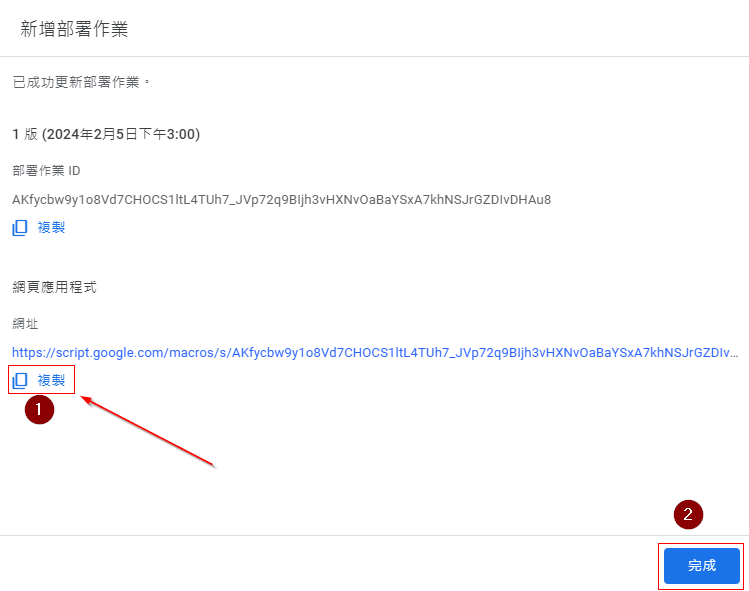 新增部署作業
已成功更新部署作業。
1 版 (2024年2月5日下午3:00)
部署作業 ID
AKfycbw9y1o8Vd7CHOCS1ltL4TUh7_JVp72q9BIjh3vHXNvOaBaYSxA7khNSJrGZDIvDHAu8
複製
網頁應用程式
網址
https://script.google.com/macros/s/AKfycbw9y1o8Vd7CHOCS1ltL4TUh7_JVp72q9BIjh3vHXNvOaBaYSxA7khNSJrGZDIv...
複製
1
2
完成